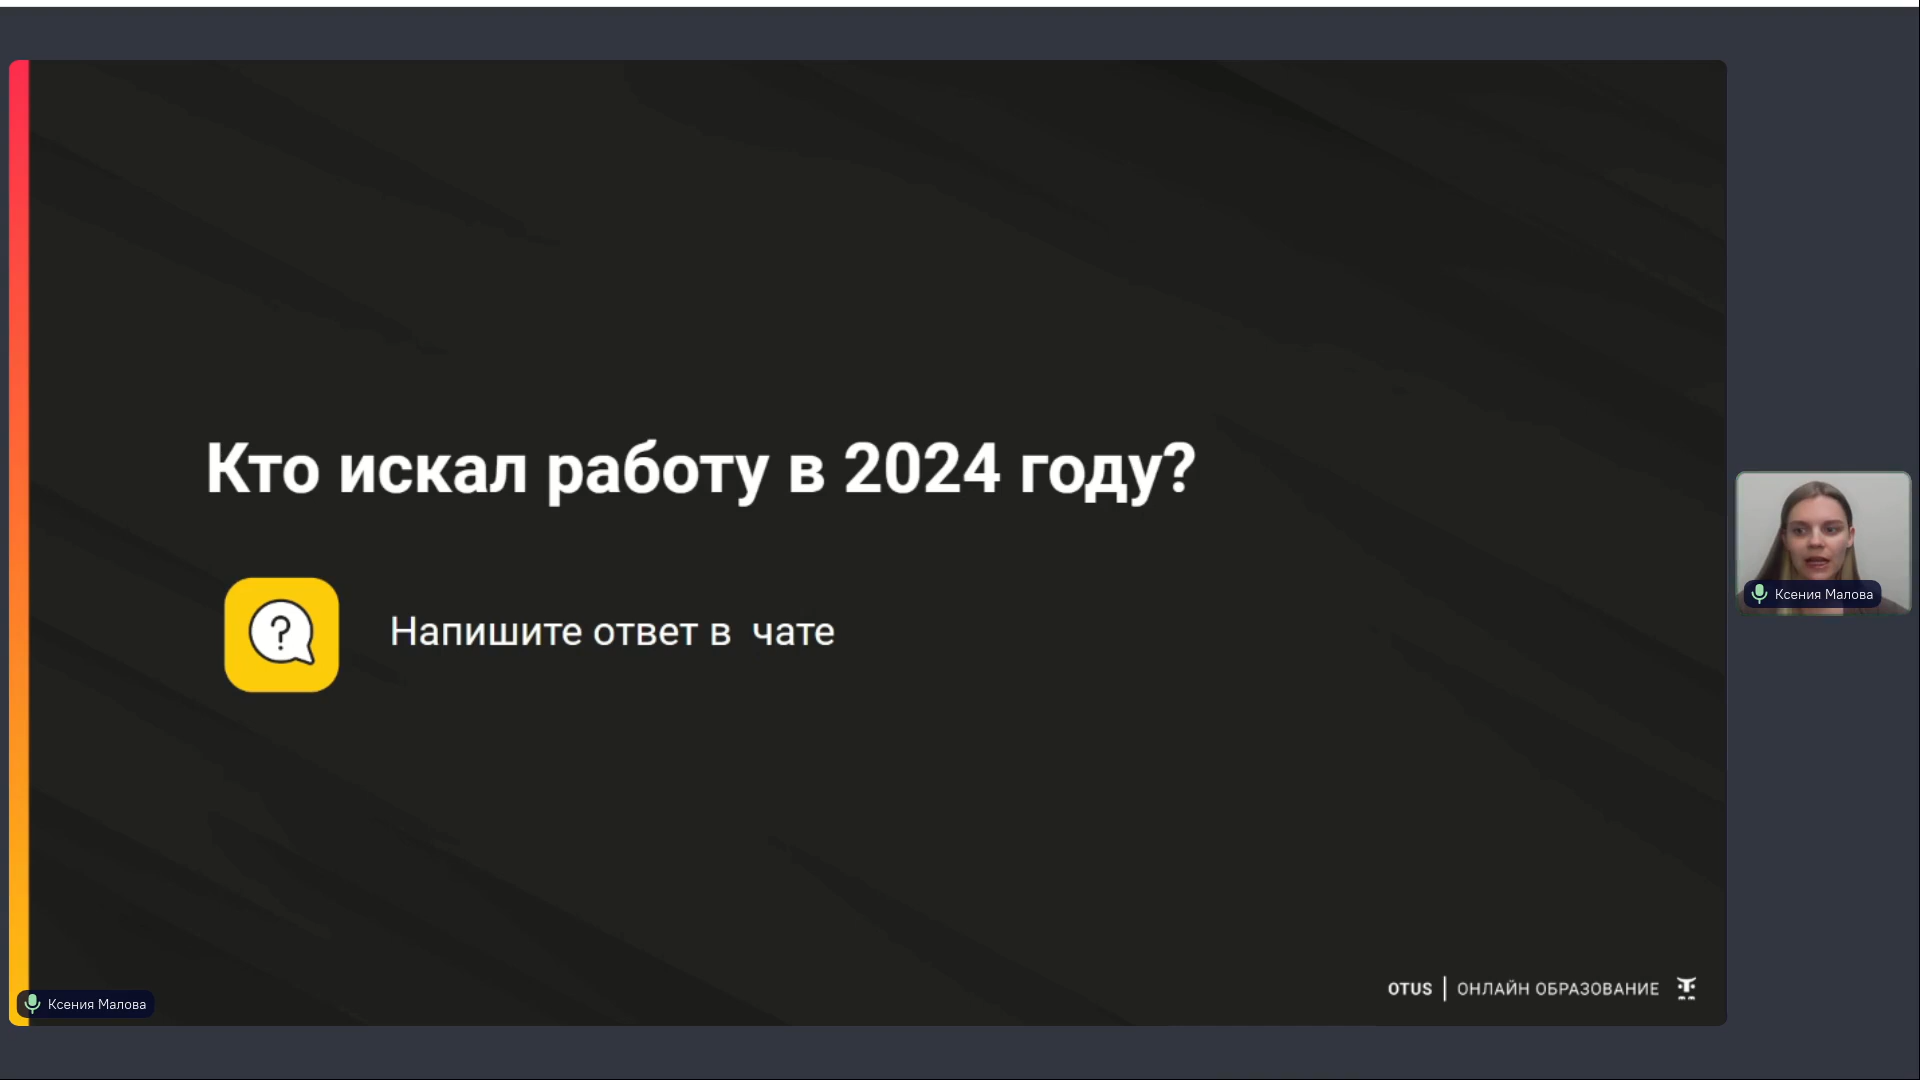 Кто искал работу в 2024 году?
?
Напишите ответ в чате
Ксения Малова
Ксения Малова
OTUS | ОНЛАЙН ОБРАЗОВАНИЕ